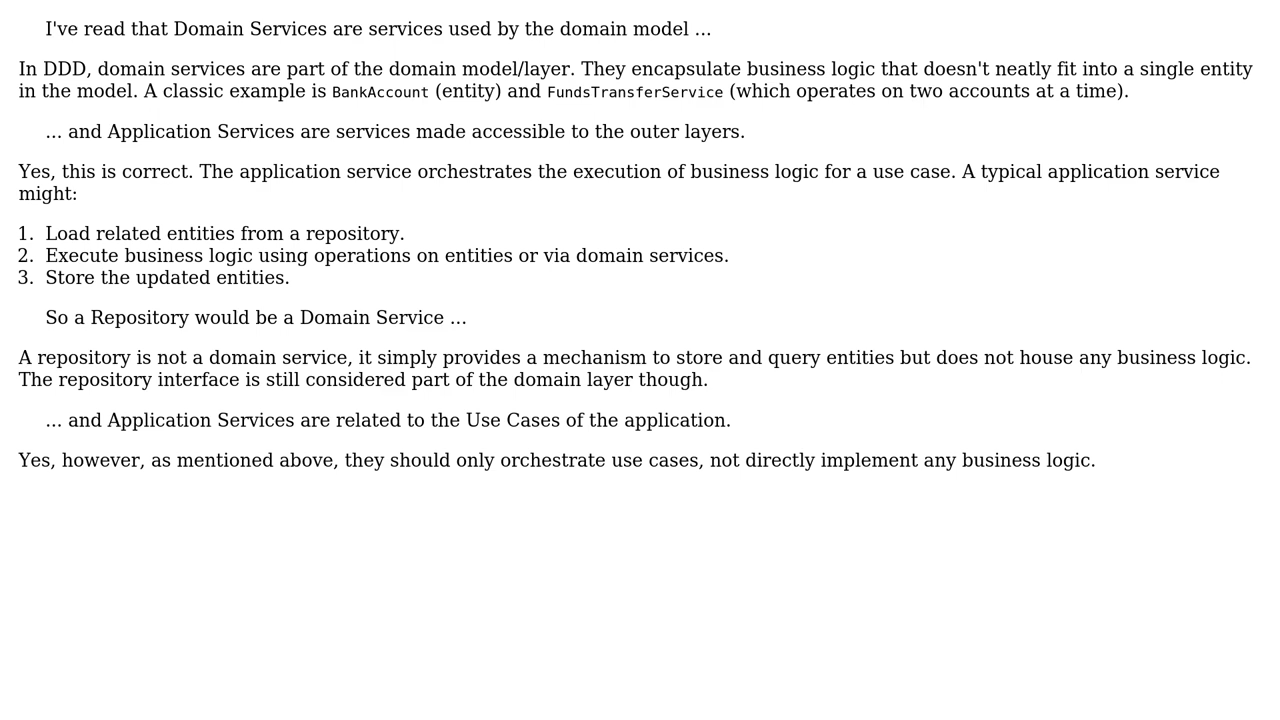 I've read that Domain Services are services used by the domain model ...
In DDD, domain services are part of the domain model/layer. They encapsulate business logic that doesn't neatly fit into a single entity
in the model. A classic example is BankAccount (entity) and FundsTransferService (which operates on two accounts at a time).
... and Application Services are services made accessible to the outer layers.
Yes, this is correct. The application service orchestrates the execution of business logic for a use case. A typical application service
might:
1. Load related entities from a repository.
2. Execute business logic using operations on entities or via domain services.
3. Store the updated entities.
So a Repository would be a Domain Service ...
A repository is not a domain service, it simply provides a mechanism to store and query entities but does not house any business logic.
The repository interface is still considered part of the domain layer though.
... and Application Services are related to the Use Cases of the application.
Yes, however, as mentioned above, they should only orchestrate use cases, not directly implement any business logic.